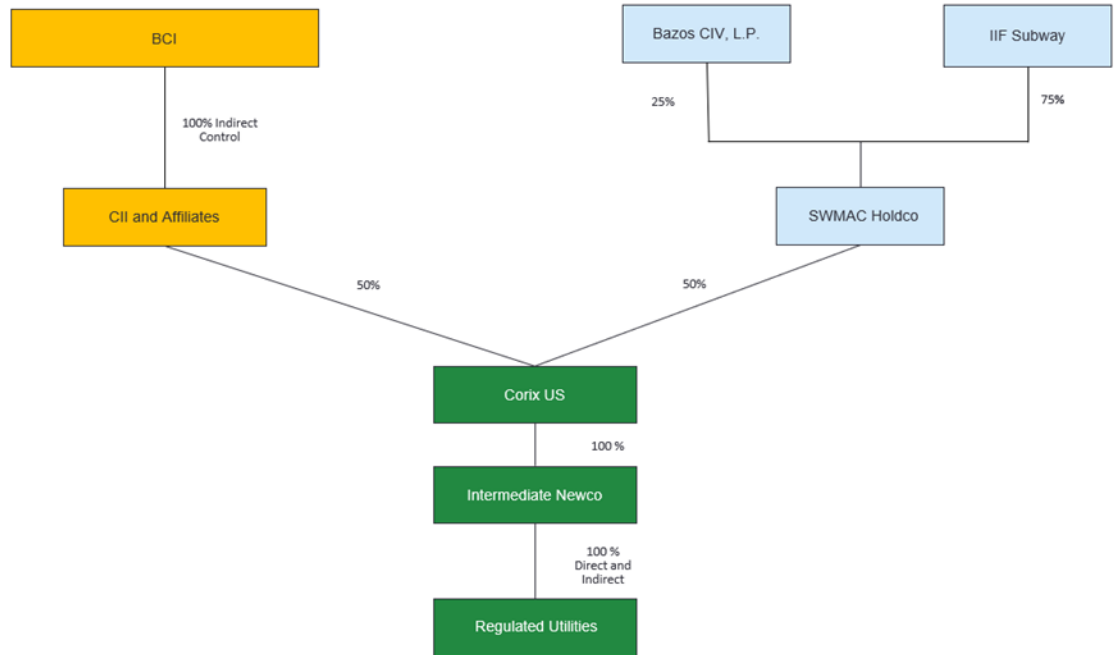 BCI
Bazos CIV, L.P.
IIF Subway
25%
75%
100% Indirect
Control
CII and Affiliates
SWMAC Holdco
50%
50%
Corix US
100 %
Intermediate Newco
100 %
Direct and
Indirect
Regulated Utilities